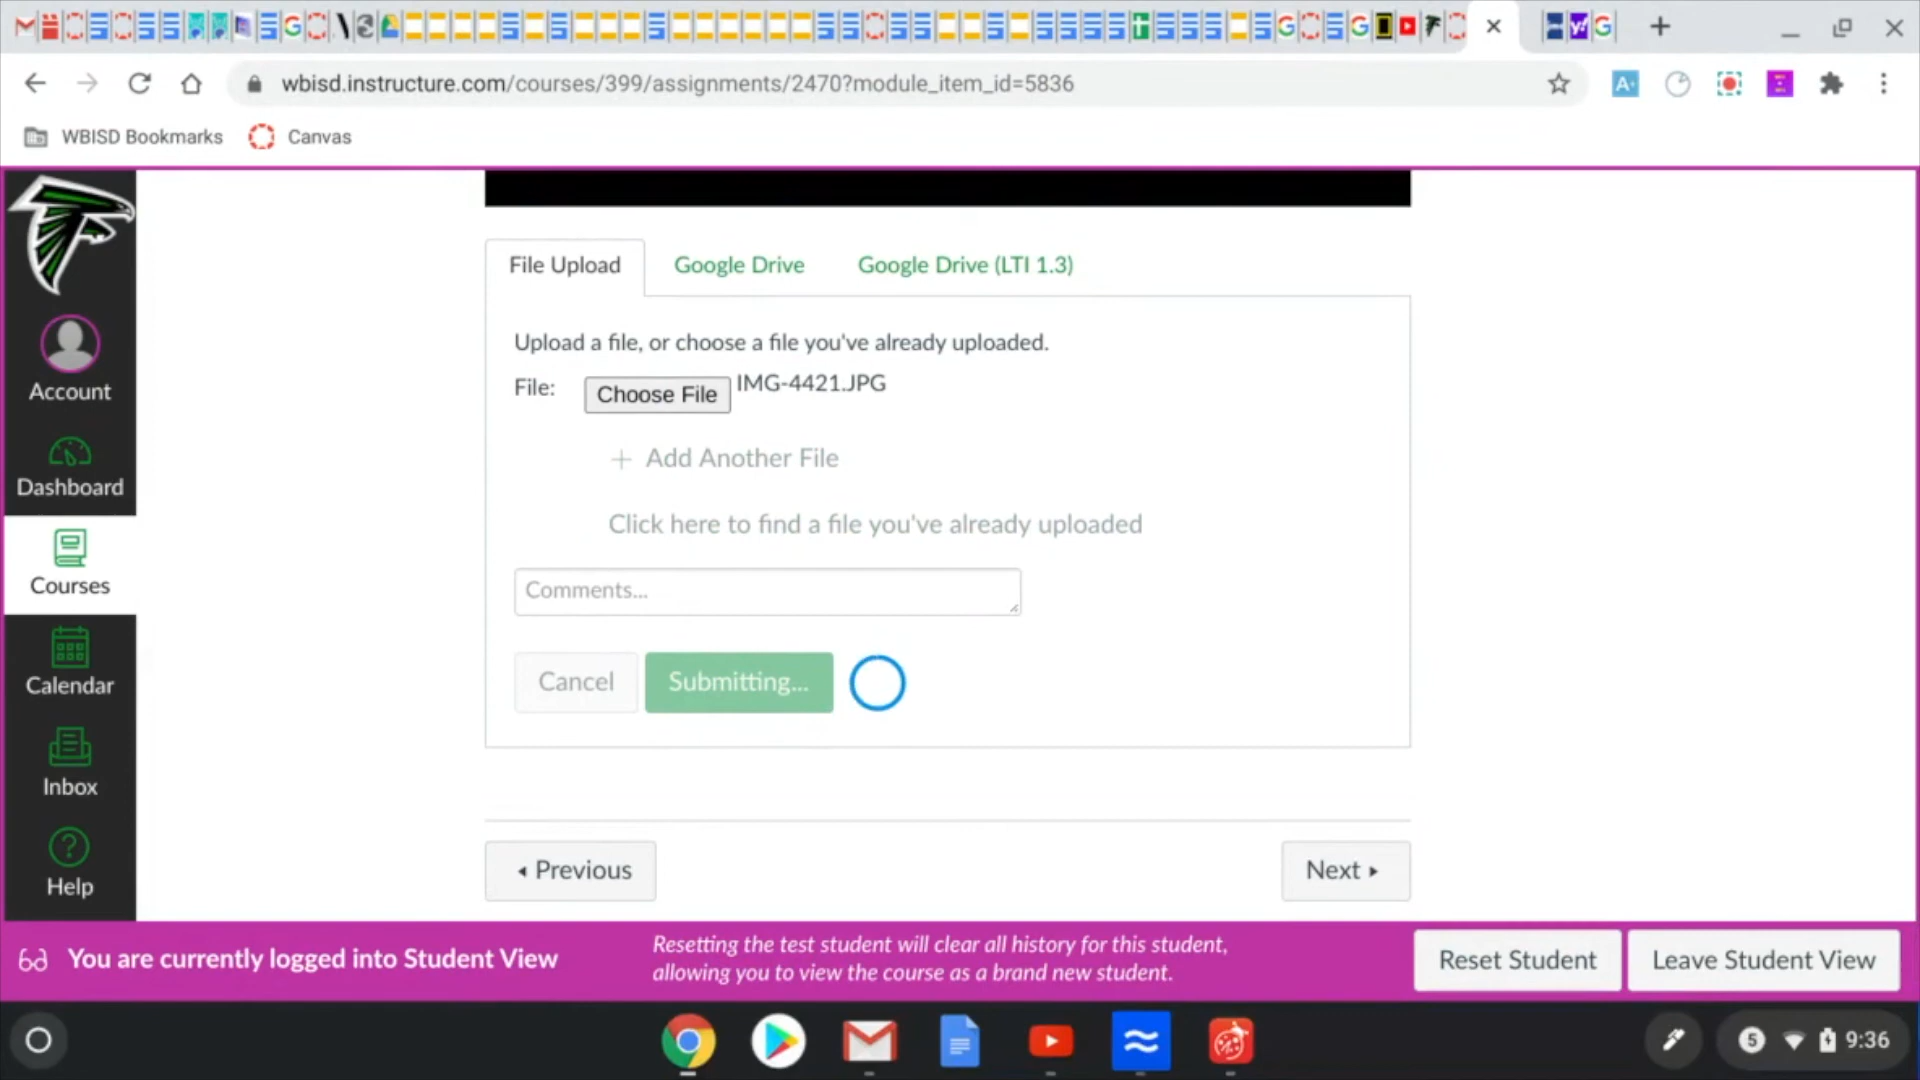 wbisd.instructure.com/courses/399/assignments/2470?module_item_id=5836
WBISD Bookmarks
Canvas
File Upload
Google Drive
Google Drive (LTI 1.3)
Account
Upload a file, or choose a file you've already uploaded.
File:
Choose File
IMG-4421.JPG
+ Add Another File
Dashboard
Click here to find a file you've already uploaded
Courses
Comments...
Cancel
Submitting...
Calendar
Inbox
Previous
Next
Help
You are currently logged into Student View
Resetting the test student will clear all history for this student,
allowing you to view the course as a brand new student.
Reset Student
Leave Student View
5
9:36